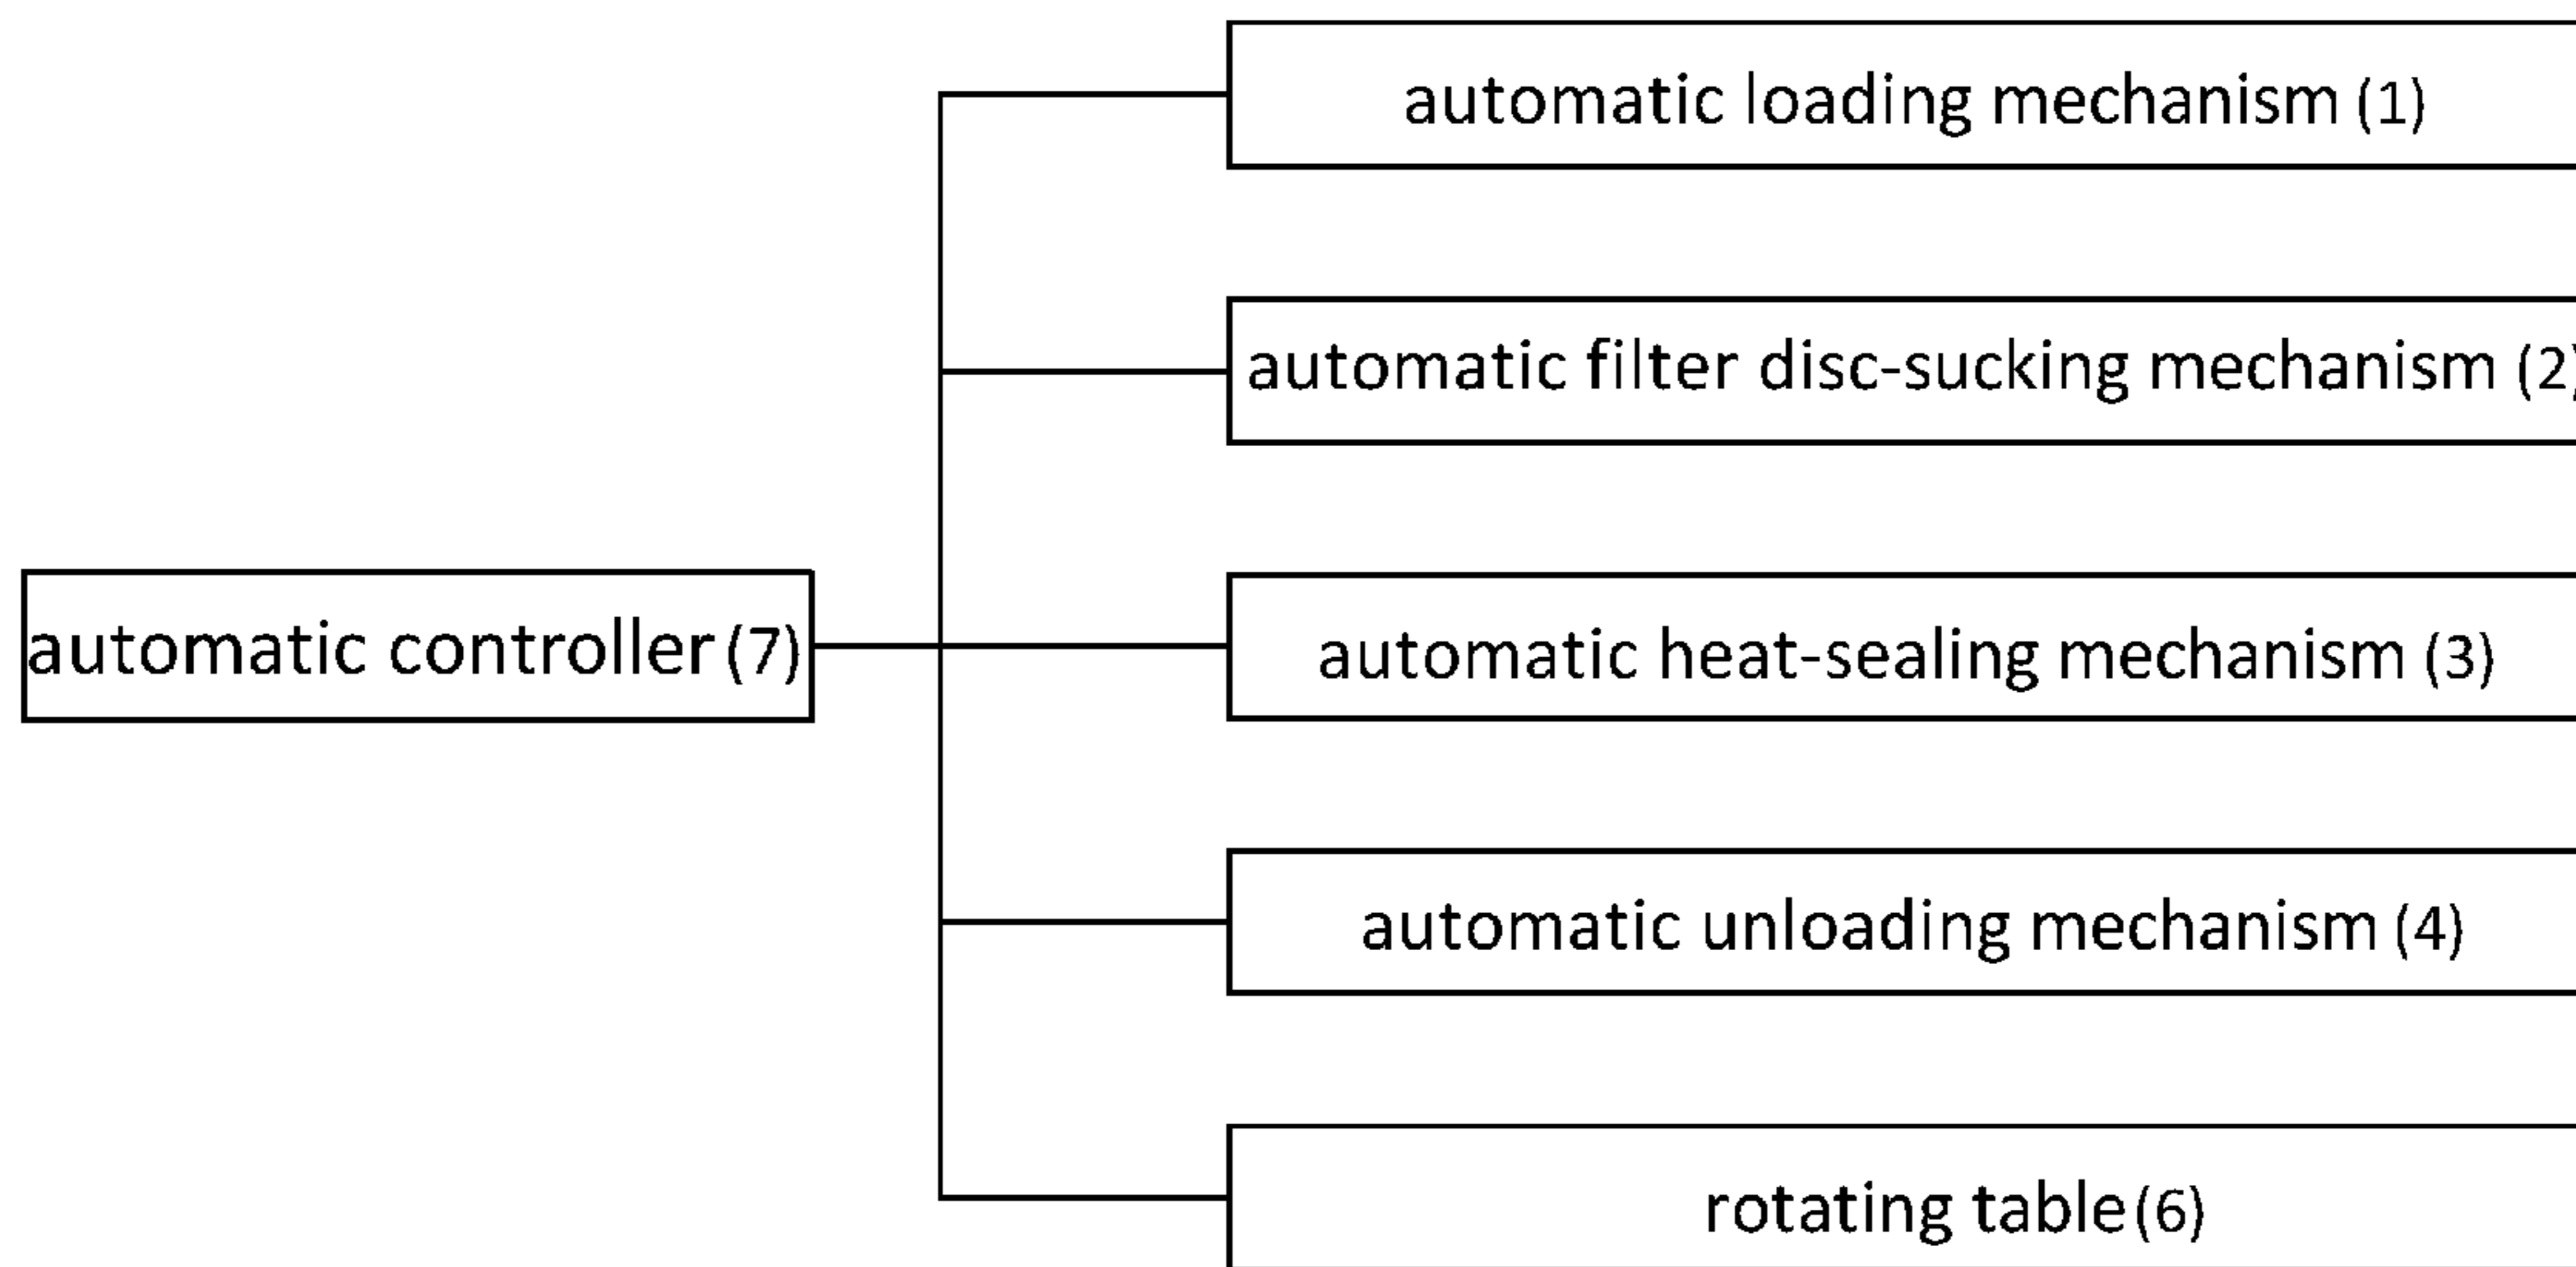 automatic loading mechanism (1)
automatic filter disc-sucking mechanism (2)
automatic controller (7)
automatic heat-sealing mechanism (3)
automatic unloading mechanism (4)
rotating table (6)